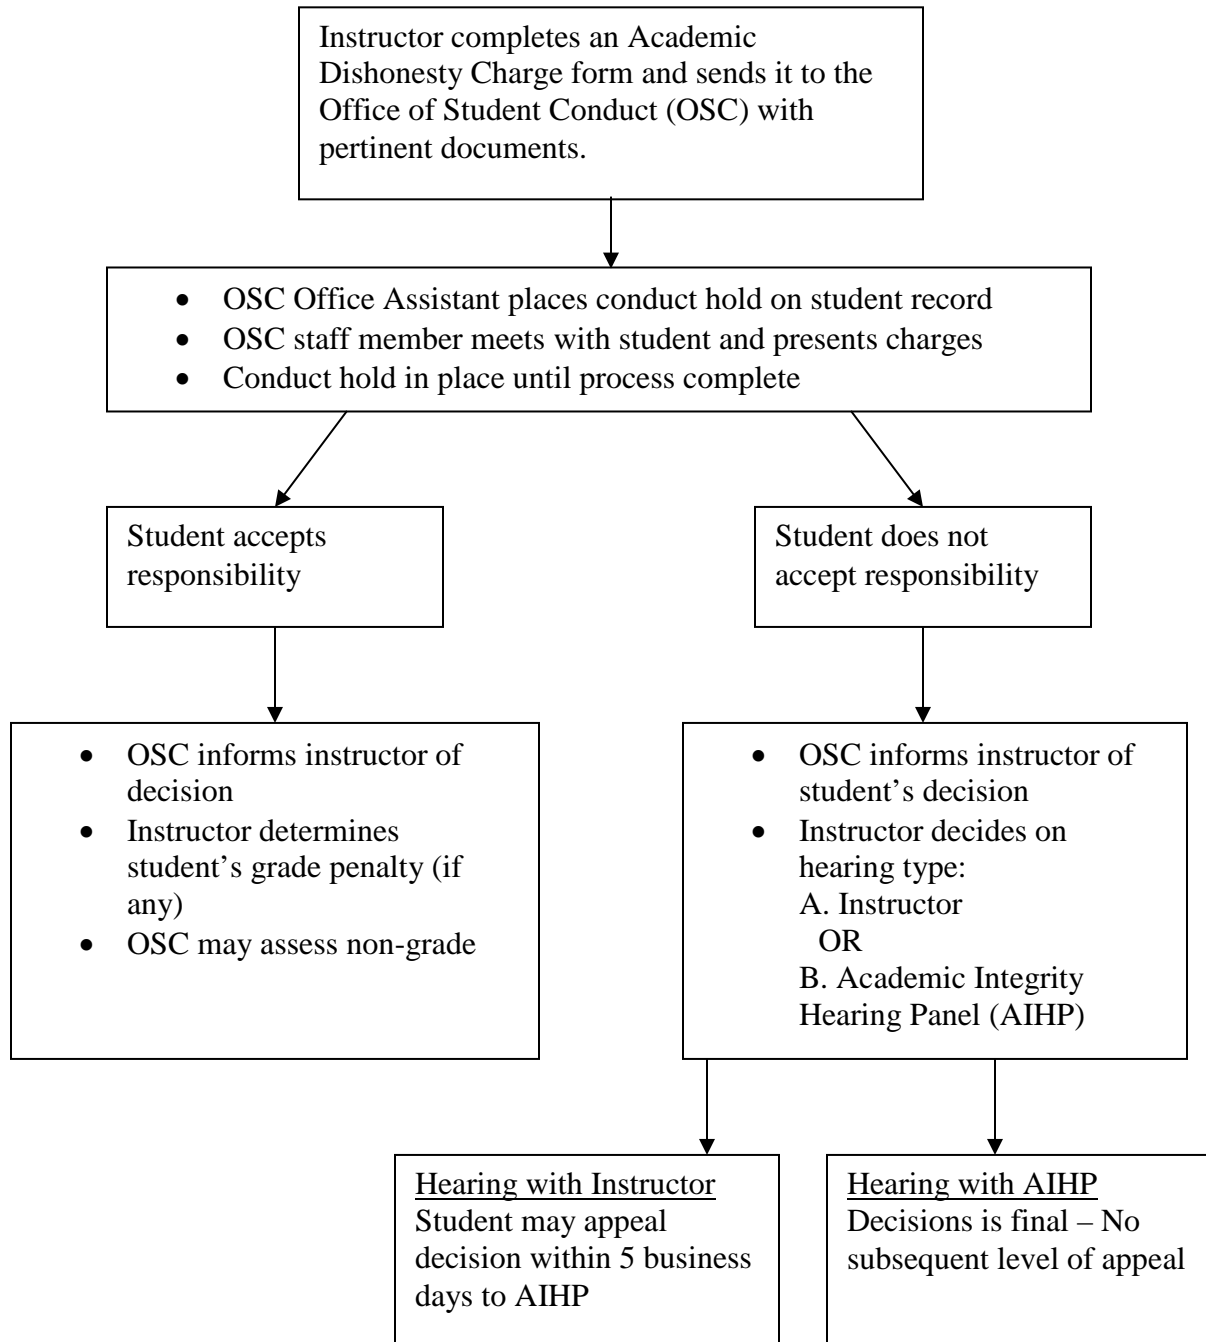 Instructor completes an Academic
Dishonesty Charge form and sends it to the
Office of Student Conduct (OSC) with
pertinent documents.
• OSC Office Assistant places conduct hold on student record
• OSC staff member meets with student and presents charges
• Conduct hold in place until process complete
Student accepts
responsibility
Student does not
accept responsibility
• OSC informs instructor of
decision
• Instructor determines
student’s grade penalty (if
any)
• OSC may assess non-grade
• OSC informs instructor of
student’s decision
• Instructor decides on
hearing type:
A. Instructor
OR
B. Academic Integrity
Hearing Panel (AIHP)
Hearing with Instructor
Student may appeal
decision within 5 business
days to AIHP
Hearing with AIHP
Decisions is final – No
subsequent level of appeal